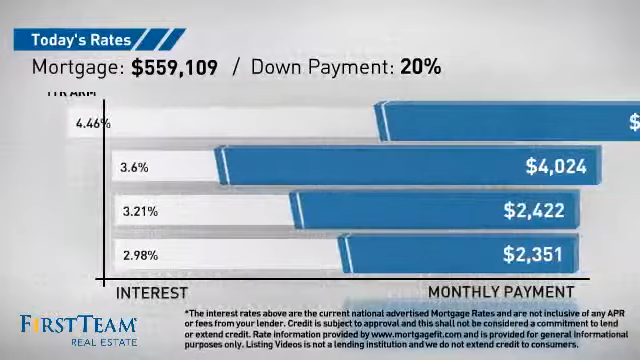 Today's Rates
Mortgage: $559,109 / Down Payment: 20%
4.46%
$
3.6%
$4,024
3.21%
$2,422
2.98%
$2,351
INTEREST
MONTHLY PAYMENT
FIRSTTEAM®
REAL ESTATE
*The interest rates above are the current national advertised Mortgage Rates and are not inclusive of any APR
or fees from your lender. Credit is subject to approval and this shall not be considered a commitment to lend
or extend credit. Rate information provided by www.mortgagefit.com and is provided for general informational
purposes only. Listing Videos is not a lending institution and we do not extend credit to consumers.